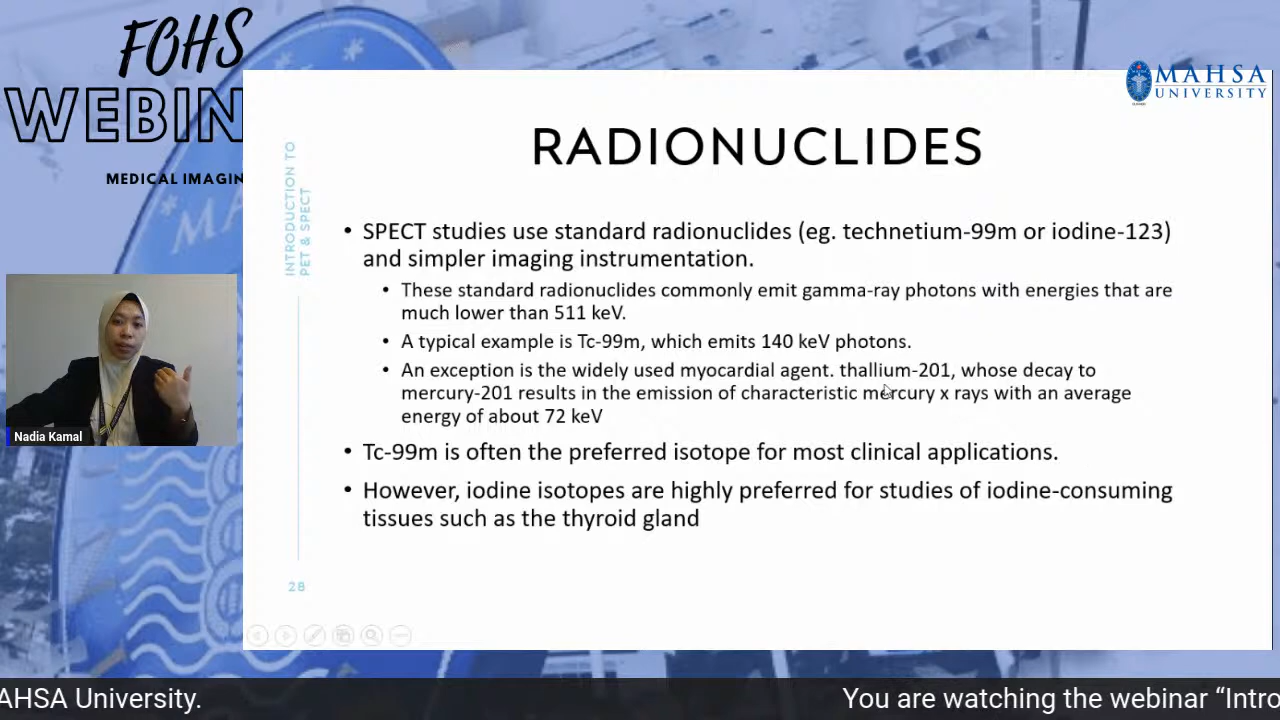 FOHS
WEBIN
MEDICAL IMAGIN
MAHSA
UNIVERSITY
INTRODUCTION TO
PET & SPECT
RADIONUCLIDES
• SPECT studies use standard radionuclides (eg. technetium-99m or iodine-123)
and simpler imaging instrumentation.
• These standard radionuclides commonly emit gamma-ray photons with energies that are
much lower than 511 keV.
• A typical example is Tc-99m, which emits 140 keV photons.
• An exception is the widely used myocardial agent. thallium-201, whose decay to
mercury-201 results in the emission of characteristic mercury x rays with an average
energy of about 72 keV
• Tc-99m is often the preferred isotope for most clinical applications.
• However, iodine isotopes are highly preferred for studies of iodine-consuming
tissues such as the thyroid gland
28
Nadia Kamal
MA
AHSA University.
You are watching the webinar “Intro